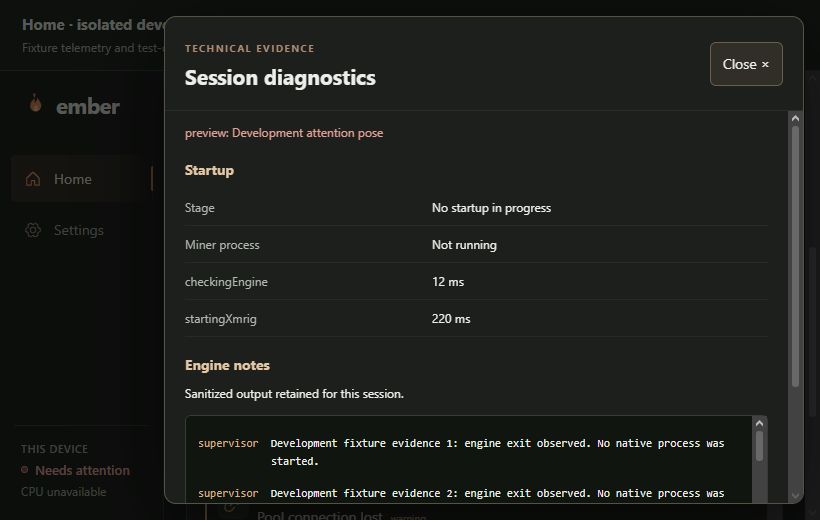 Home · isolated deve
Fixture telemetry and test-c
ember
Home
Settings
THIS DEVICE
Needs attention
CPU unavailable
TECHNICAL EVIDENCE
Session diagnostics
Close ×
preview: Development attention pose
Startup
Stage No startup in progress
Miner process Not running
checkingEngine 12 ms
startingXmrig 220 ms
Engine notes
Sanitized output retained for this session.
supervisor Development fixture evidence 1: engine exit observed. No native process was
started.
supervisor Development fixture evidence 2: engine exit observed. No native process was
Pool connection lost warning